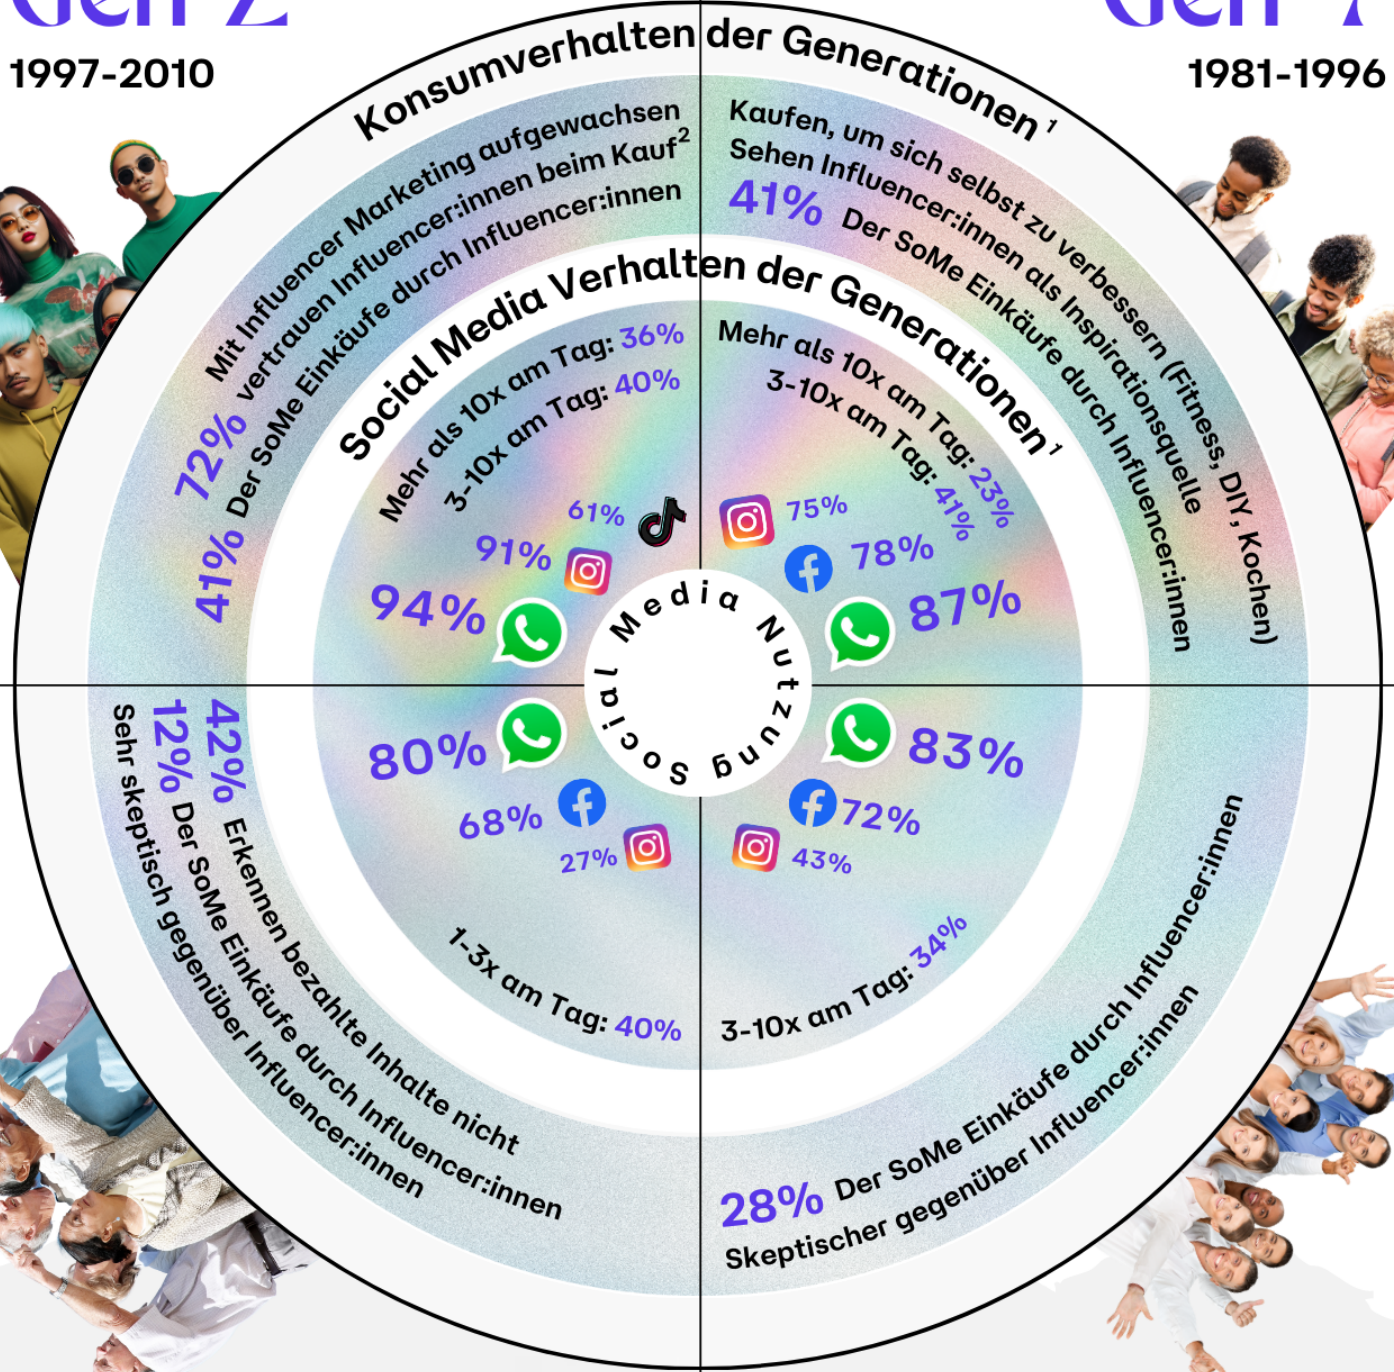 Gen Z
1997-2010
Gen Y
1981-1996
Konsumverhalten der Generationen 1
Mit Influencer Marketing aufgewachsen
72% vertrauen Influencer:innen beim Kauf2
41% Der SoMe Einkäufe durch Influencer:innen
Kaufen, um sich selbst zu verbessern (Fitness, DIY, Kochen)
Sehen Influencer:innen als Inspirationsquelle
41% Der SoMe Einkäufe durch Influencer:innen
Social Media Verhalten der Generationen 1
Mehr als 10x am Tag: 36%
3-10x am Tag: 40%
61%
91%
94%
Mehr als 10x am Tag: 23%
3-10x am Tag: 41%
75%
78%
87%
Social Media Nutzung
80%
68%
27%
1-3x am Tag: 40%
83%
72%
43%
3-10x am Tag: 34%
42% Erkennen bezahlte Inhalte nicht
12% Der SoMe Einkäufe durch Influencer:innen
Sehr skeptisch gegenüber Influencer:innen
28% Der SoMe Einkäufe durch Influencer:innen
Skeptischer gegenüber Influencer:innen